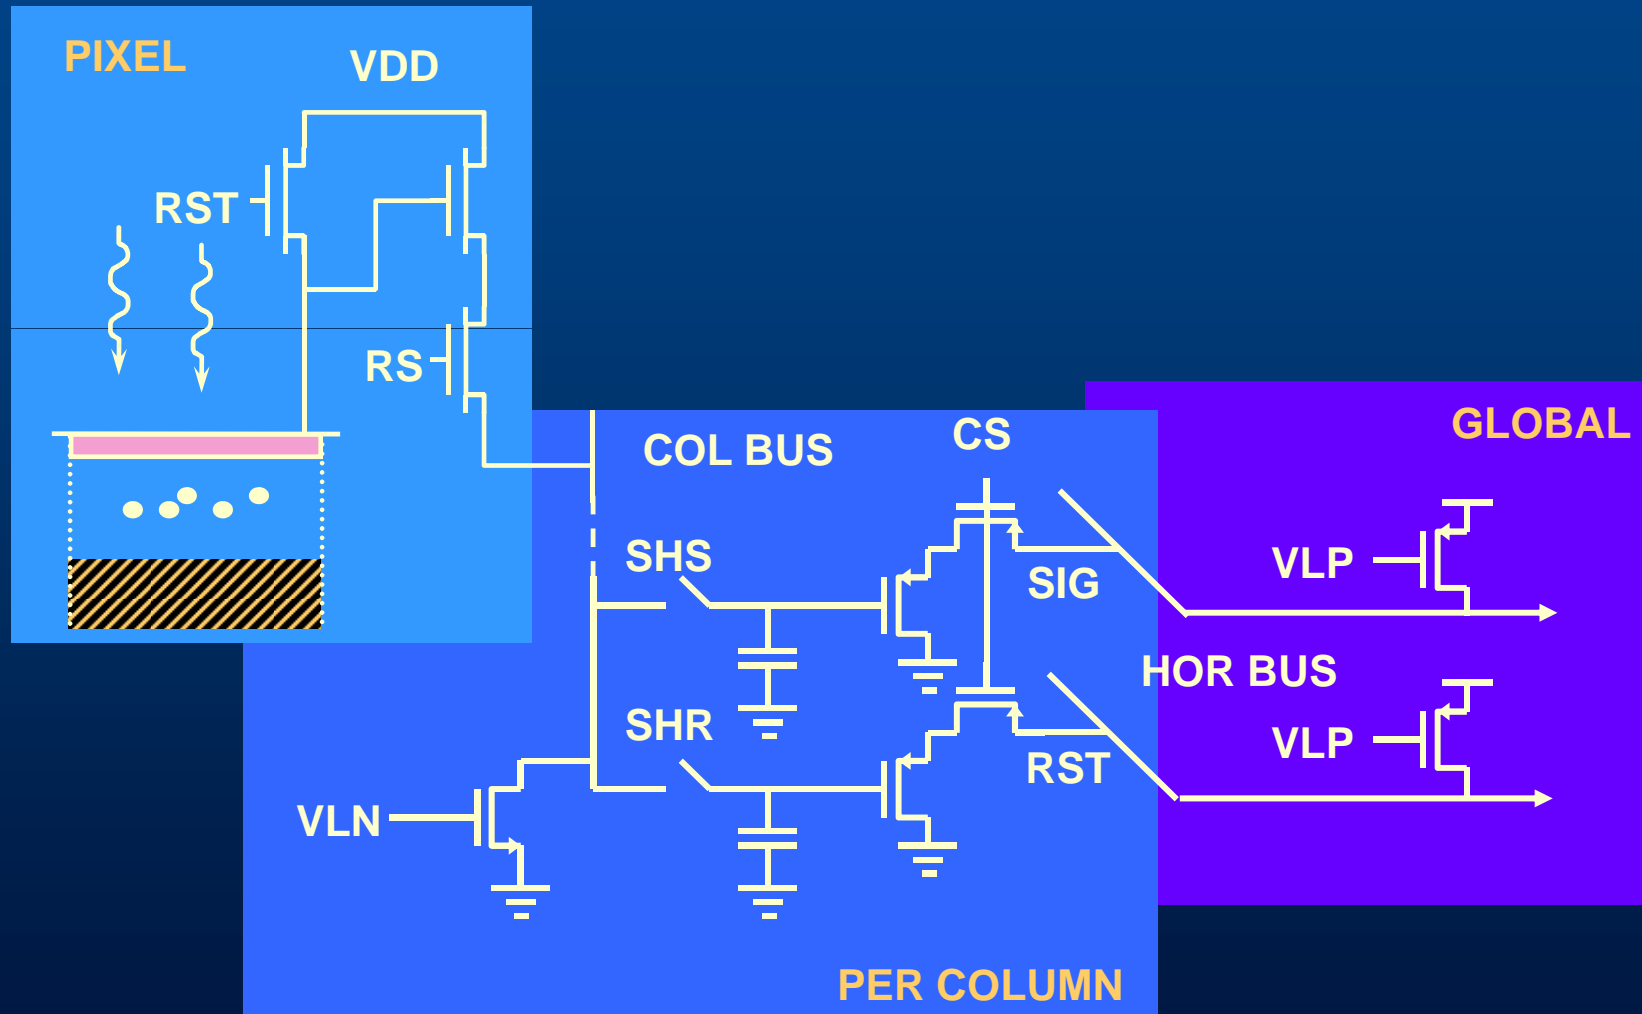 PIXEL
VDD
RST
RS
COL BUS
CS
GLOBAL
SHS
SIG
VLP
HOR BUS
SHR
RST
VLP
VLN
PER COLUMN